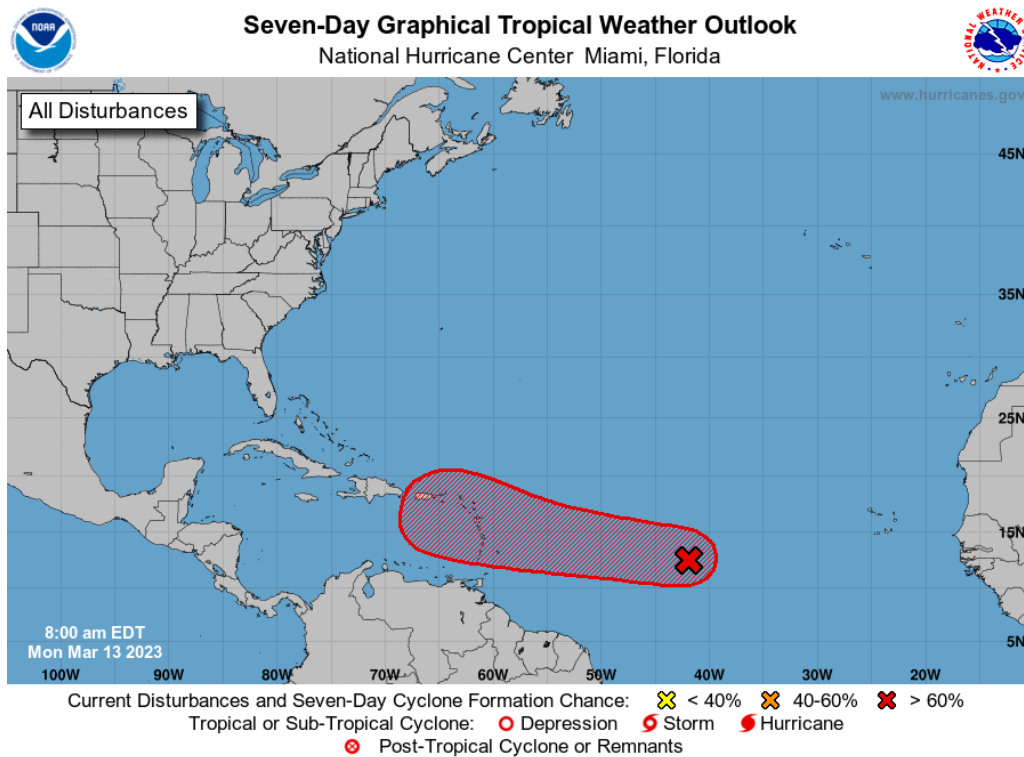 Seven-Day Graphical Tropical Weather Outlook
National Hurricane Center Miami, Florida
NOAA
All Disturbances
www.hurricanes.gov
45N
35N
25N
15N
5N
8:00 am EDT
Mon Mar 13 2023
100W 90W 80W 70W 60W 50W 40W 30W 20W
Current Disturbances and Seven-Day Cyclone Formation Chance: < 40% 40-60% > 60%
Tropical or Sub-Tropical Cyclone: Depression Storm Hurricane
Post-Tropical Cyclone or Remnants